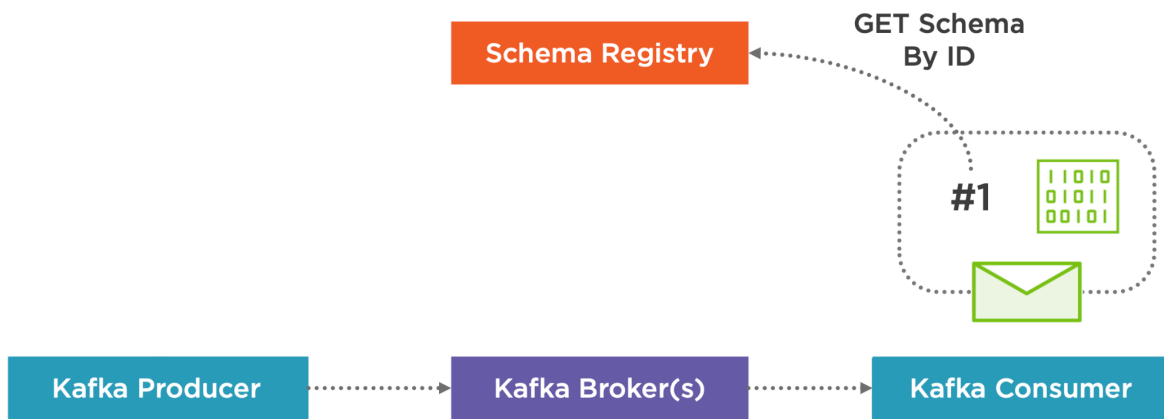 GET Schema
By ID
Schema Registry
#1
11010
01011
00101
Kafka Producer
Kafka Broker(s)
Kafka Consumer